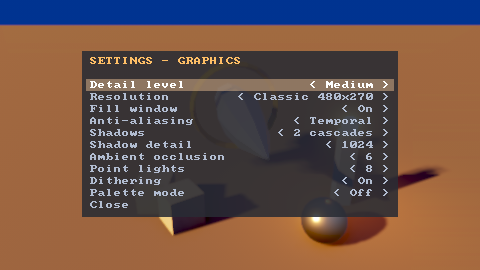 SETTINGS - GRAPHICS
Detail level < Medium >
Resolution < Classic 480x270 >
Fill window < On >
Anti-aliasing < Temporal >
Shadows < 2 cascades >
Shadow detail < 1024 >
Ambient occlusion < 6 >
Point lights < 8 >
Dithering < On >
Palette mode < Off >
Close